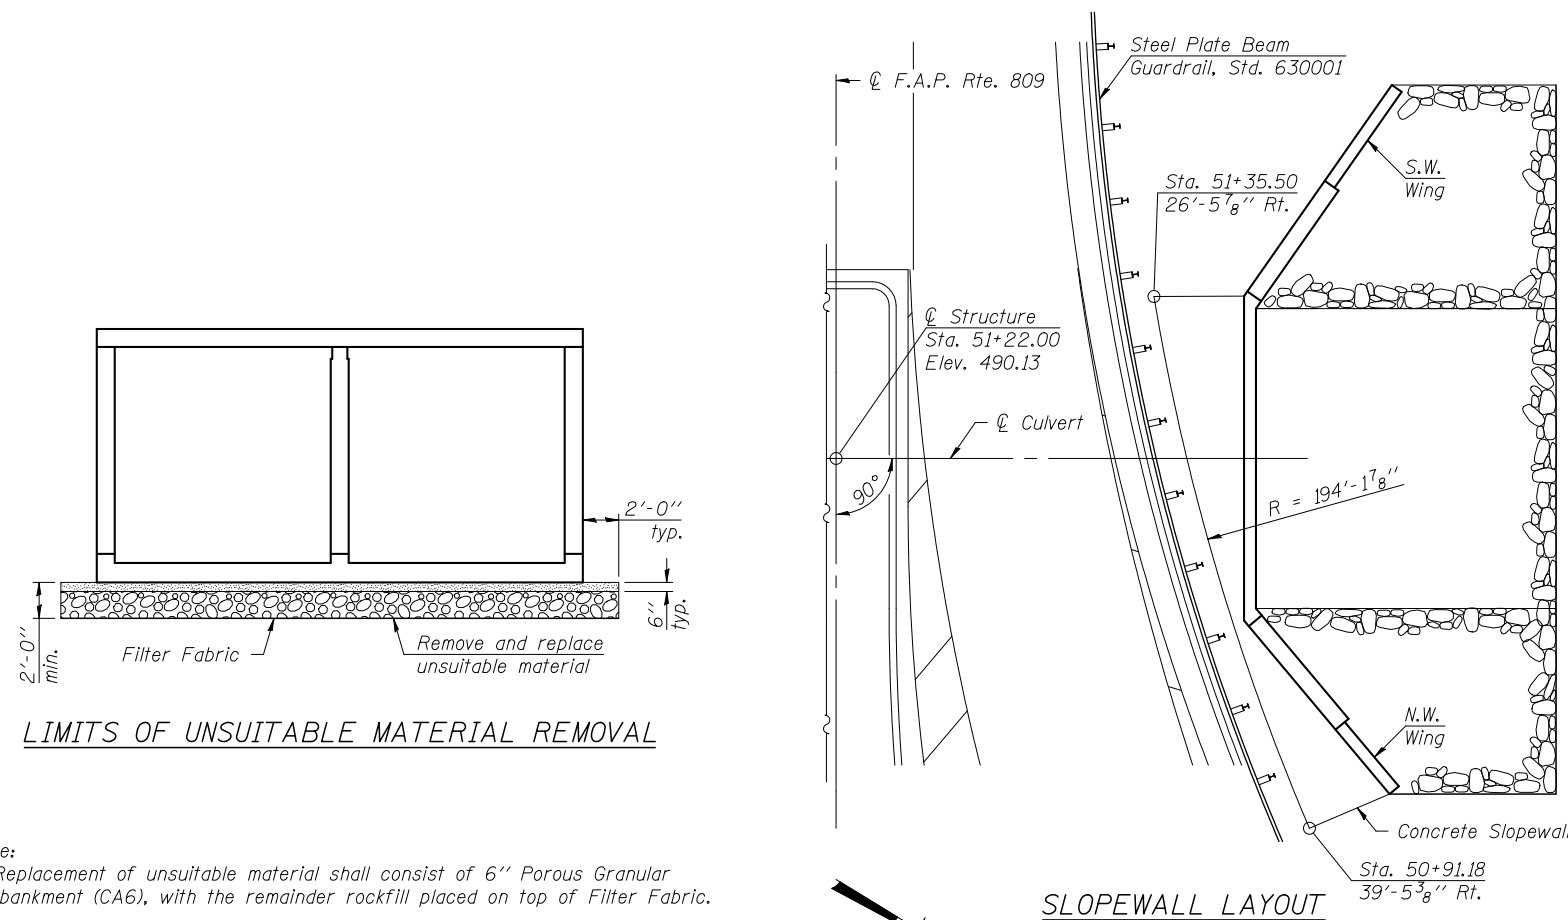 2'-0"
typ.
6"
typ.
2'-0"
min.
Filter Fabric
Remove and replace
unsuitable material
LIMITS OF UNSUITABLE MATERIAL REMOVAL
e:
Replacement of unsuitable material shall consist of 6" Porous Granular
bankment (CA6), with the remainder rockfill placed on top of Filter Fabric.
℄ F.A.P. Rte. 809
Steel Plate Beam
Guardrail, Std. 630001
Sta. 51+35.50
26'-5⅞" Rt.
S.W.
Wing
℄ Structure
Sta. 51+22.00
Elev. 490.13
℄ Culvert
90°
R = 194'-1⅞"
N.W.
Wing
Concrete Slopewal
Sta. 50+91.18
39'-5⅜" Rt.
SLOPEWALL LAYOUT